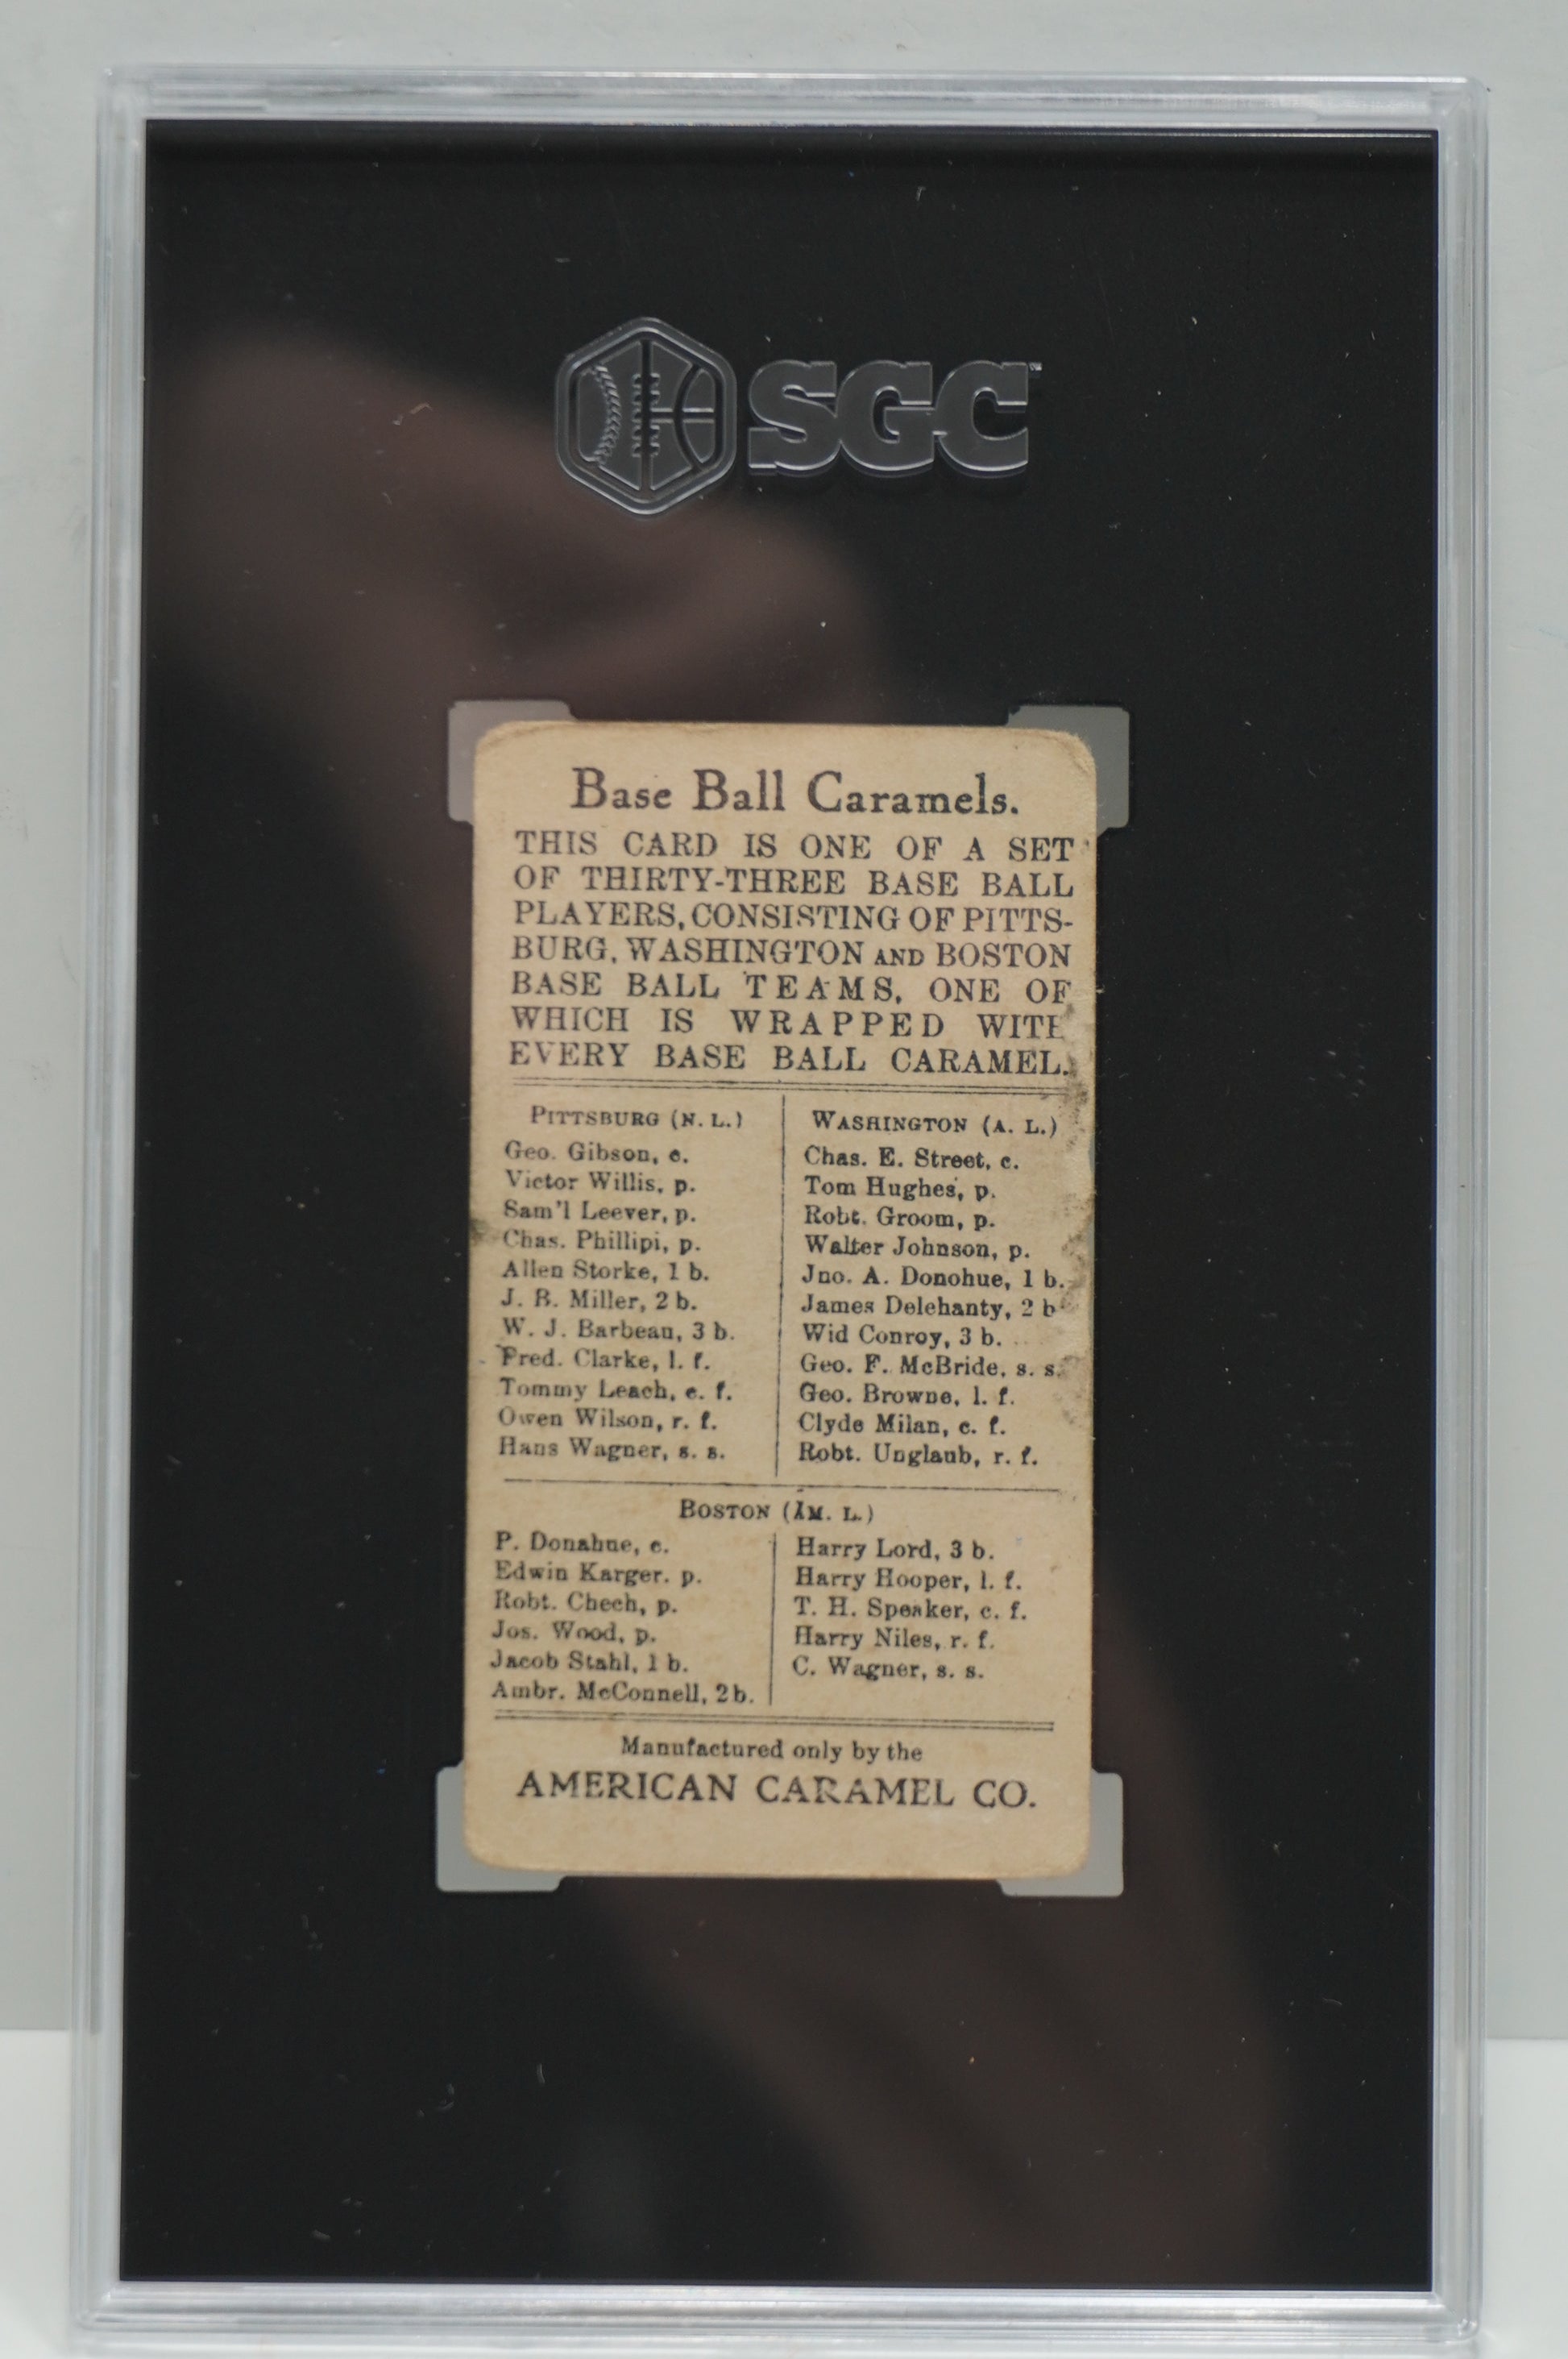 SGC™
Base Ball Caramels.
THIS CARD IS ONE OF A SET
OF THIRTY-THREE BASE BALL
PLAYERS, CONSISTING OF PITTS-
BURG, WASHINGTON AND BOSTON
BASE BALL TEAMS, ONE OF
WHICH IS WRAPPED WITH
EVERY BASE BALL CARAMEL.
PITTSBURG (N. L.)
Geo. Gibson, c.
Victor Willis, p.
Sam'l Leever, p.
Chas. Phillipi, p.
Allen Storke, 1 b.
J. B. Miller, 2 b.
W. J. Barbeau, 3 b.
Fred. Clarke, l. f.
Tommy Leach, c. f.
Owen Wilson, r. f.
Hans Wagner, s. s.
WASHINGTON (A. L.)
Chas. E. Street, c.
Tom Hughes, p.
Robt. Groom, p.
Walter Johnson, p.
Jno. A. Donohue, 1 b.
James Delehanty, 2 b
Wid Conroy, 3 b.
Geo. F. McBride, s. s.
Geo. Browne, l. f.
Clyde Milan, c. f.
Robt. Unglaub, r. f.
BOSTON (AM. L.)
P. Donahue, c.
Edwin Karger. p.
Robt. Chech, p.
Jos. Wood, p.
Jacob Stahl, 1 b.
Ambr. McConnell, 2 b.
Harry Lord, 3 b.
Harry Hooper, l. f.
T. H. Speaker, c. f.
Harry Niles, r. f.
C. Wagner, s. s.
Manufactured only by the
AMERICAN CARAMEL CO.